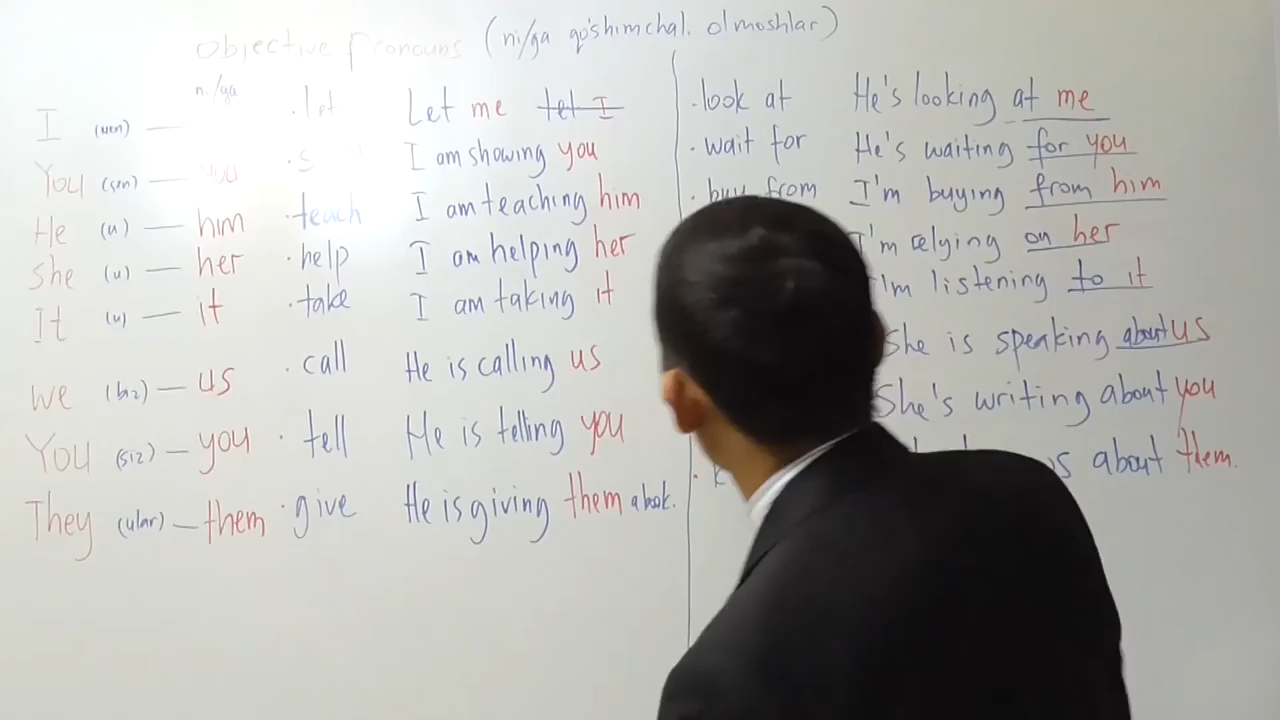 Objective pronouns (ni/ga qo'shimchal. olmoshlar)
ni/ga
I (men) —
You (sen) — you
He (u) — him
she (u) — her
It (u) — it
we (biz) — us
You (siz) — you
They (ular) — them
· let
· s
· teach
· help
· take
· call
· tell
· give
Let me let I
I am showing you
I am teaching him
I am helping her
I am taking it
He is calling us
He is telling you
He is giving them a book.
· look at
· wait for
· buy from
· k
He's looking at me
He's waiting for you
I'm buying from him
I'm relying on her
I'm listening to it
She is speaking about us
She's writing about you
about them.